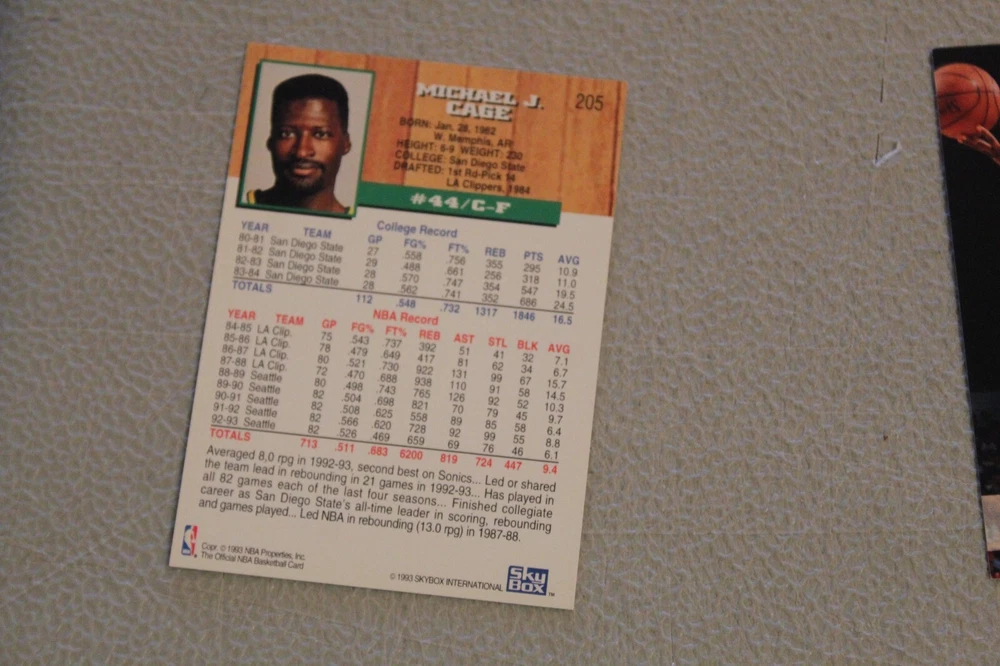 205
MICHAEL J.
CAGE
BORN: Jan. 28, 1962
W. Memphis, AR
HEIGHT: 6-9 WEIGHT: 230
COLLEGE: San Diego State
DRAFTED: 1st Rd-Pick 14
LA Clippers, 1984
#44/C-F
College Record
YEAR TEAM GP FG% FT% REB PTS AVG
80-81 San Diego State 27 .558 .756 355 295 10.9
81-82 San Diego State 29 .488 .661 256 318 11.0
82-83 San Diego State 28 .570 .747 354 547 19.5
83-84 San Diego State 28 .562 .741 352 686 24.5
TOTALS 112 .548 .732 1317 1846 16.5
NBA Record
YEAR TEAM GP FG% FT% REB AST STL BLK AVG
84-85 LA Clip. 75 .543 .737 392 51 41 32 7.1
85-86 LA Clip. 78 .479 .649 417 81 62 34 6.7
86-87 LA Clip. 80 .521 .730 922 131 99 67 15.7
87-88 LA Clip. 72 .470 .688 938 110 91 58 14.5
88-89 Seattle 80 .498 .743 765 126 92 52 10.3
89-90 Seattle 82 .504 .698 821 70 79 45 9.7
90-91 Seattle 82 .508 .625 558 89 85 58 6.4
91-92 Seattle 82 .566 .620 728 92 99 55 8.8
92-93 Seattle 82 .526 .469 659 69 76 46 6.1
TOTALS 713 .511 .683 6200 819 724 447 9.4
Averaged 8.0 rpg in 1992-93, second best on Sonics... Led or shared
the team lead in rebounding in 21 games in 1992-93... Has played in
all 82 games each of the last four seasons... Finished collegiate
career as San Diego State's all-time leader in scoring, rebounding
and games played... Led NBA in rebounding (13.0 rpg) in 1987-88.
Copr. © 1993 NBA Properties, Inc.
The Official NBA Basketball Card
© 1993 SKYBOX INTERNATIONAL
SkyBox™